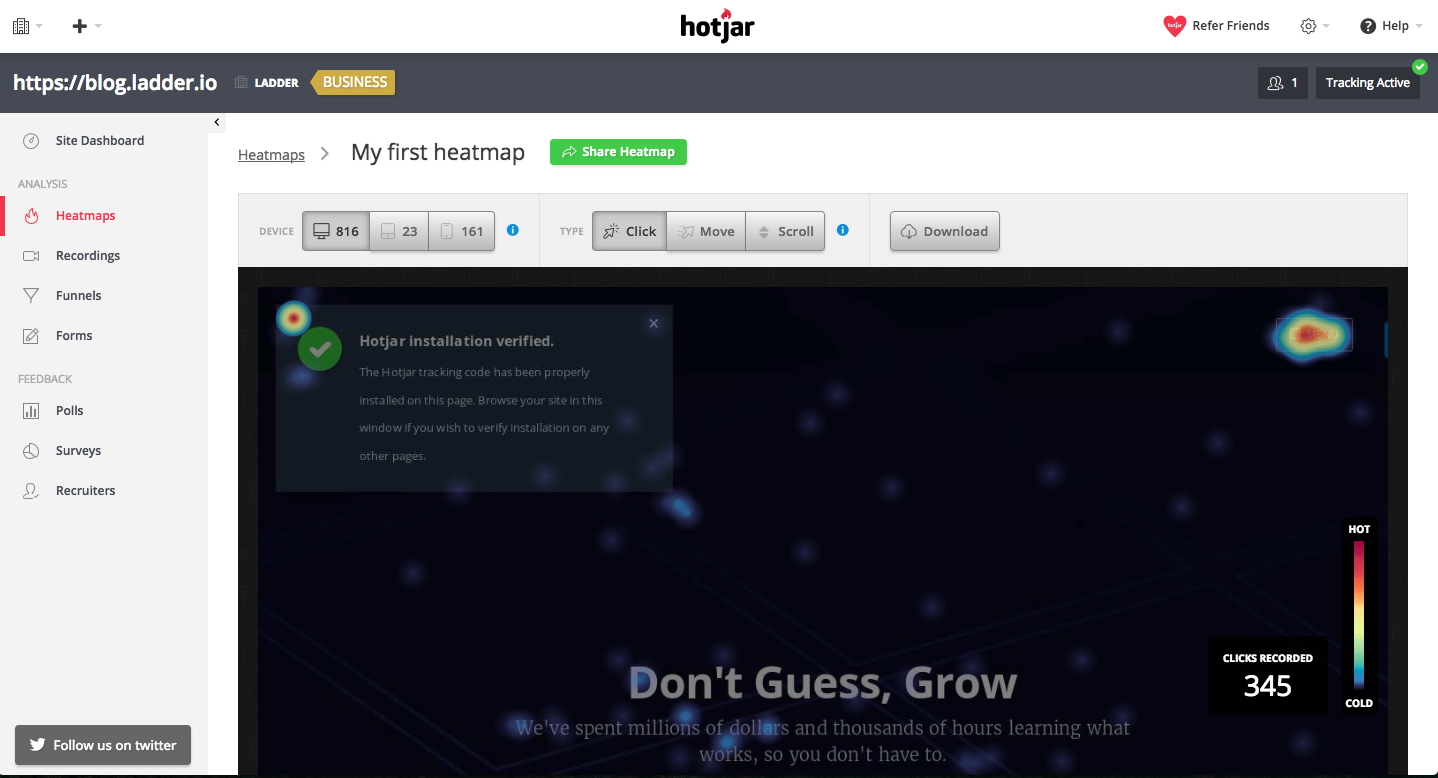 hotjar
hotjar Refer Friends
Help
https://blog.ladder.io
LADDER
BUSINESS
1
Tracking Active
Site Dashboard
ANALYSIS
Heatmaps
Recordings
Funnels
Forms
FEEDBACK
Polls
Surveys
Recruiters
Follow us on twitter
Heatmaps
My first heatmap
Share Heatmap
DEVICE
816
23
161
TYPE
Click
Move
Scroll
Download
Hotjar installation verified.
The Hotjar tracking code has been properly
installed on this page. Browse your site in this
window if you wish to verify installation on any
other pages.
MENU
HOT
COLD
CLICKS RECORDED
345
Don't Guess, Grow
We've spent millions of dollars and thousands of hours learning what
works, so you don't have to.